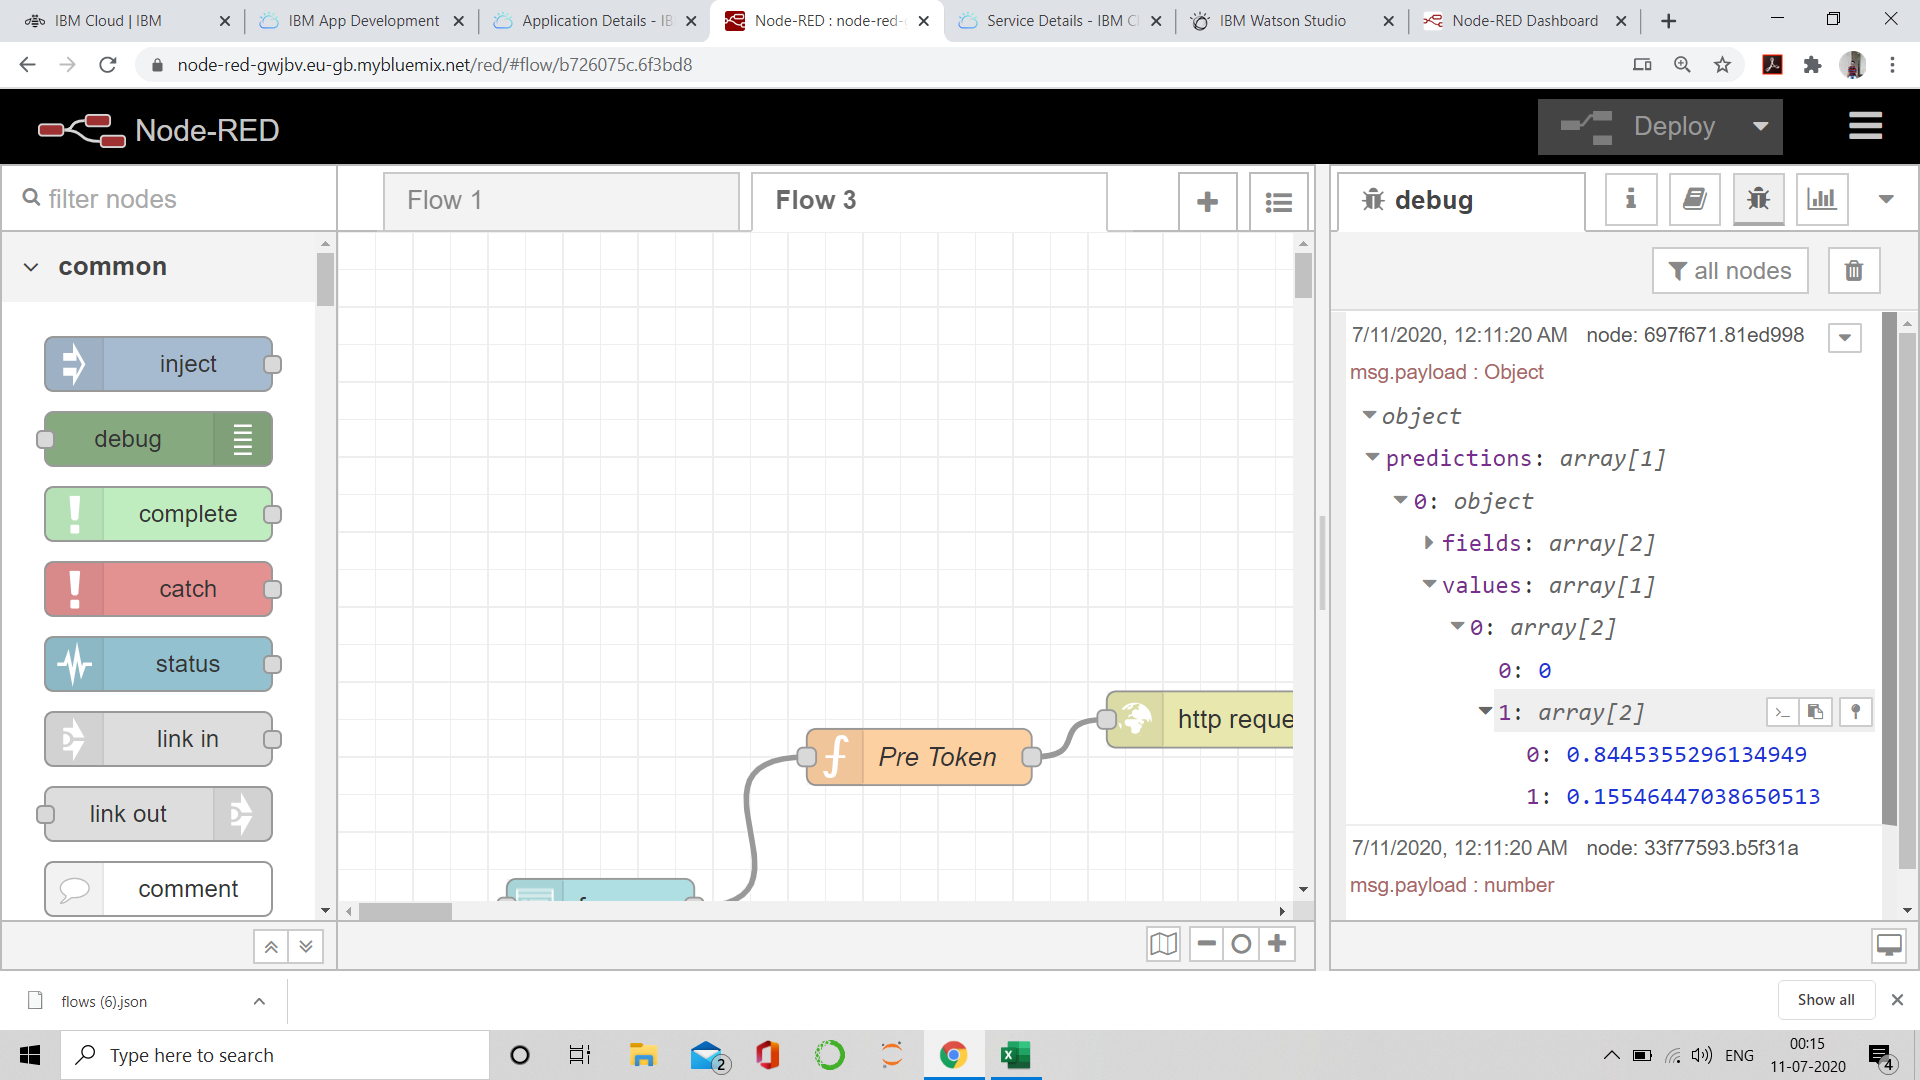 IBM Cloud | IBM
IBM App Development
Application Details - IB
Node-RED : node-red-
Service Details - IBM Cl
IBM Watson Studio
Node-RED Dashboard
node-red-gwjbv.eu-gb.mybluemix.net/red/#flow/b726075c.6f3bd8
Node-RED
Deploy
filter nodes
Flow 1
Flow 3
debug
common
all nodes
inject
debug
complete
catch
status
link in
link out
comment
Pre Token
http reque
7/11/2020, 12:11:20 AM node: 697f671.81ed998
msg.payload : Object
object
predictions: array[1]
0: object
fields: array[2]
values: array[1]
0: array[2]
0: 0
1: array[2]
0: 0.8445355296134949
1: 0.15546447038650513
7/11/2020, 12:11:20 AM node: 33f77593.b5f31a
msg.payload : number
flows (6).json
Show all
Type here to search
2
ENG
00:15
11-07-2020
4